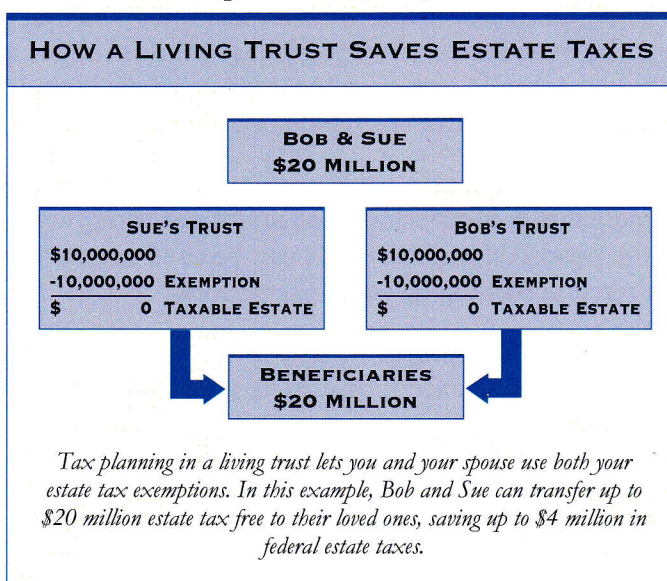 HOW A LIVING TRUST SAVES ESTATE TAXES
BOB & SUE
$20 MILLION
SUE'S TRUST
$10,000,000
-10,000,000 EXEMPTION
$ 0 TAXABLE ESTATE
BOB'S TRUST
$10,000,000
-10,000,000 EXEMPTION
$ 0 TAXABLE ESTATE
BENEFICIARIES
$20 MILLION
Tax planning in a living trust lets you and your spouse use both your
estate tax exemptions. In this example, Bob and Sue can transfer up to
$20 million estate tax free to their loved ones, saving up to $4 million in
federal estate taxes.